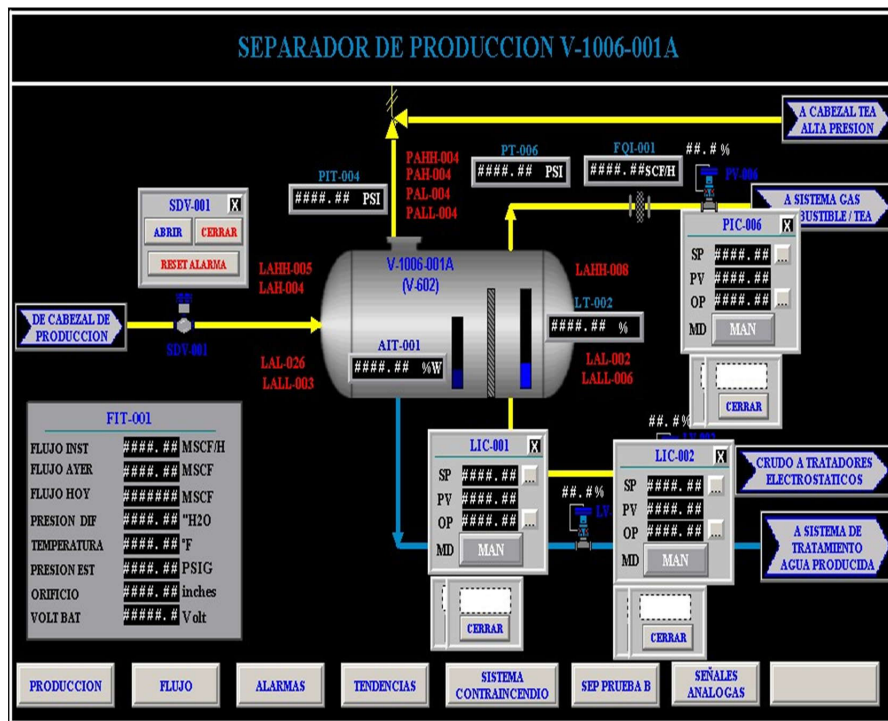 SEPARADOR DE PRODUCCION V-1006-001A
A CABEZAL TEA
ALTA PRESION
PAHH-004
PAH-004
PAL-004
PALL-004
PIT-004
####.## PSI
PT-006
####.## PSI
FQI-001
####.## SCF/H
##.# %
PV-006
A SISTEMA GAS
/ TEA
SDV-001
X
ABRIR
CERRAR
RESET ALARMA
SDV-001
DE CABEZAL DE
PRODUCCION
LAHH-005
LAH-004
LAL-026
LALL-003
V-1006-001A
(V-602)
AIT-001
####.## %W
LAHH-008
LT-002
####.## %
LAL-002
LALL-006
PIC-006
X
SP ####.## ...
PV ####.##
OP ####.## ...
MD MAN
CERRAR
FIT-001
FLUJO INST ####.## MSCF/H
FLUJO AYER ####.## MSCF
FLUJO HOY ####### MSCF
PRESION DIF ####.## "H2O
TEMPERATURA ####.## °F
PRESION EST ####.## PSIG
ORIFICIO ####.## inches
VOLT BAT #####.# Volt
LIC-001
X
SP ####.## ...
PV ####.##
OP ####.## ...
MD MAN
CERRAR
##.#%
##.#%
LIC-002
X
SP ####.## ...
PV ####.##
OP ####.## ...
MD MAN
CERRAR
CRUDO A TRATADORES
ELECTROSTATICOS
A SISTEMA DE
TRATAMIENTO
AGUA PRODUCIDA
PRODUCCION
FLUJO
ALARMAS
TENDENCIAS
SISTEMA
CONTRAINCENDIO
SEP PRUEBA B
SEÑALES
ANALOGAS